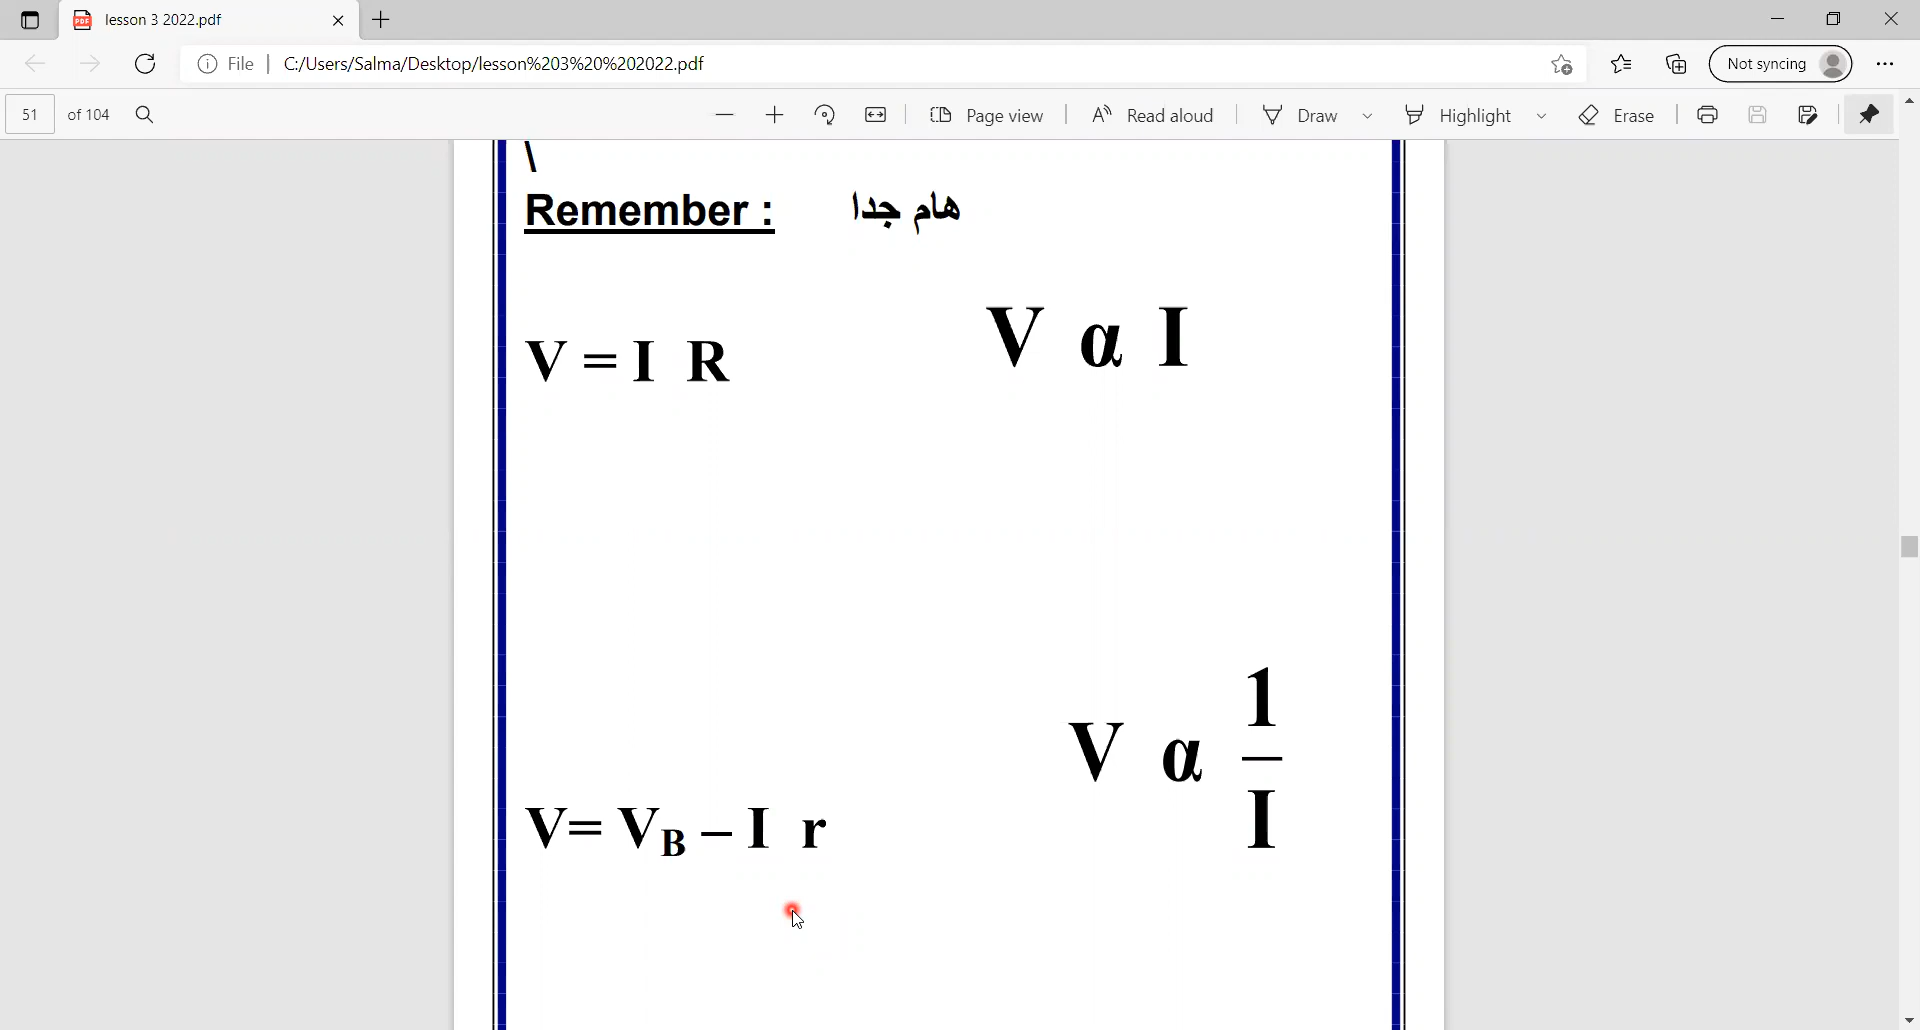 lesson 3 2022.pdf
File | C:/Users/Salma/Desktop/lesson%203%20%202022.pdf
Not syncing
51 of 104
Page view
Read aloud
Draw
Highlight
Erase
\
Remember : هام جدا
V = I R
V α I
V α 1/I
V= VB – I r